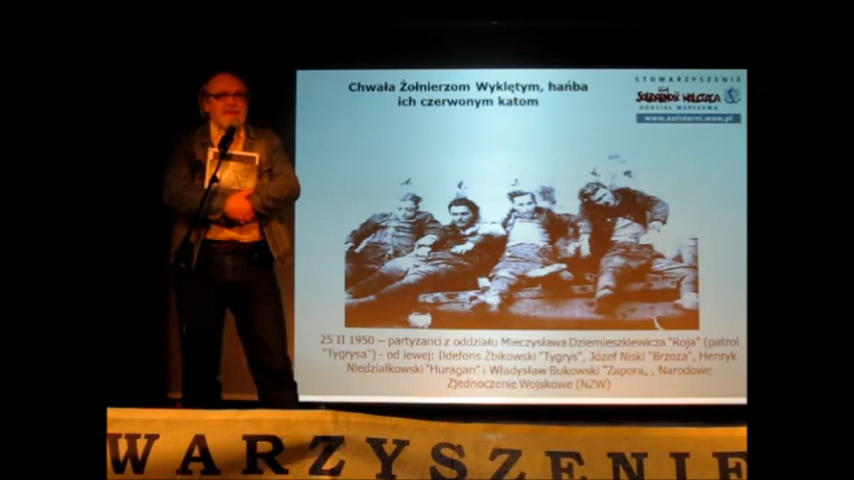 Chwała Żołnierzom Wyklętym, hańba
ich czerwonym katom
STOWARZYSZENIE
SOLIDARNOŚĆ WALCZĄCA
ODDZIAŁ WARSZAWA
www.solidarni.waw.pl
25 II 1950 – partyzanci z oddziału Mieczysława Dziemieszkiewicza "Roja" (patrol
"Tygrysa") - od lewej: Ildefons Żbikowski "Tygrys", Józef Niski "Brzoza", Henryk
Niedziałkowski "Huragan" i Władysław Bukowski "Zapora„ , Narodowe
Zjednoczenie Wojskowe (NZW)
WARZYSZENIE